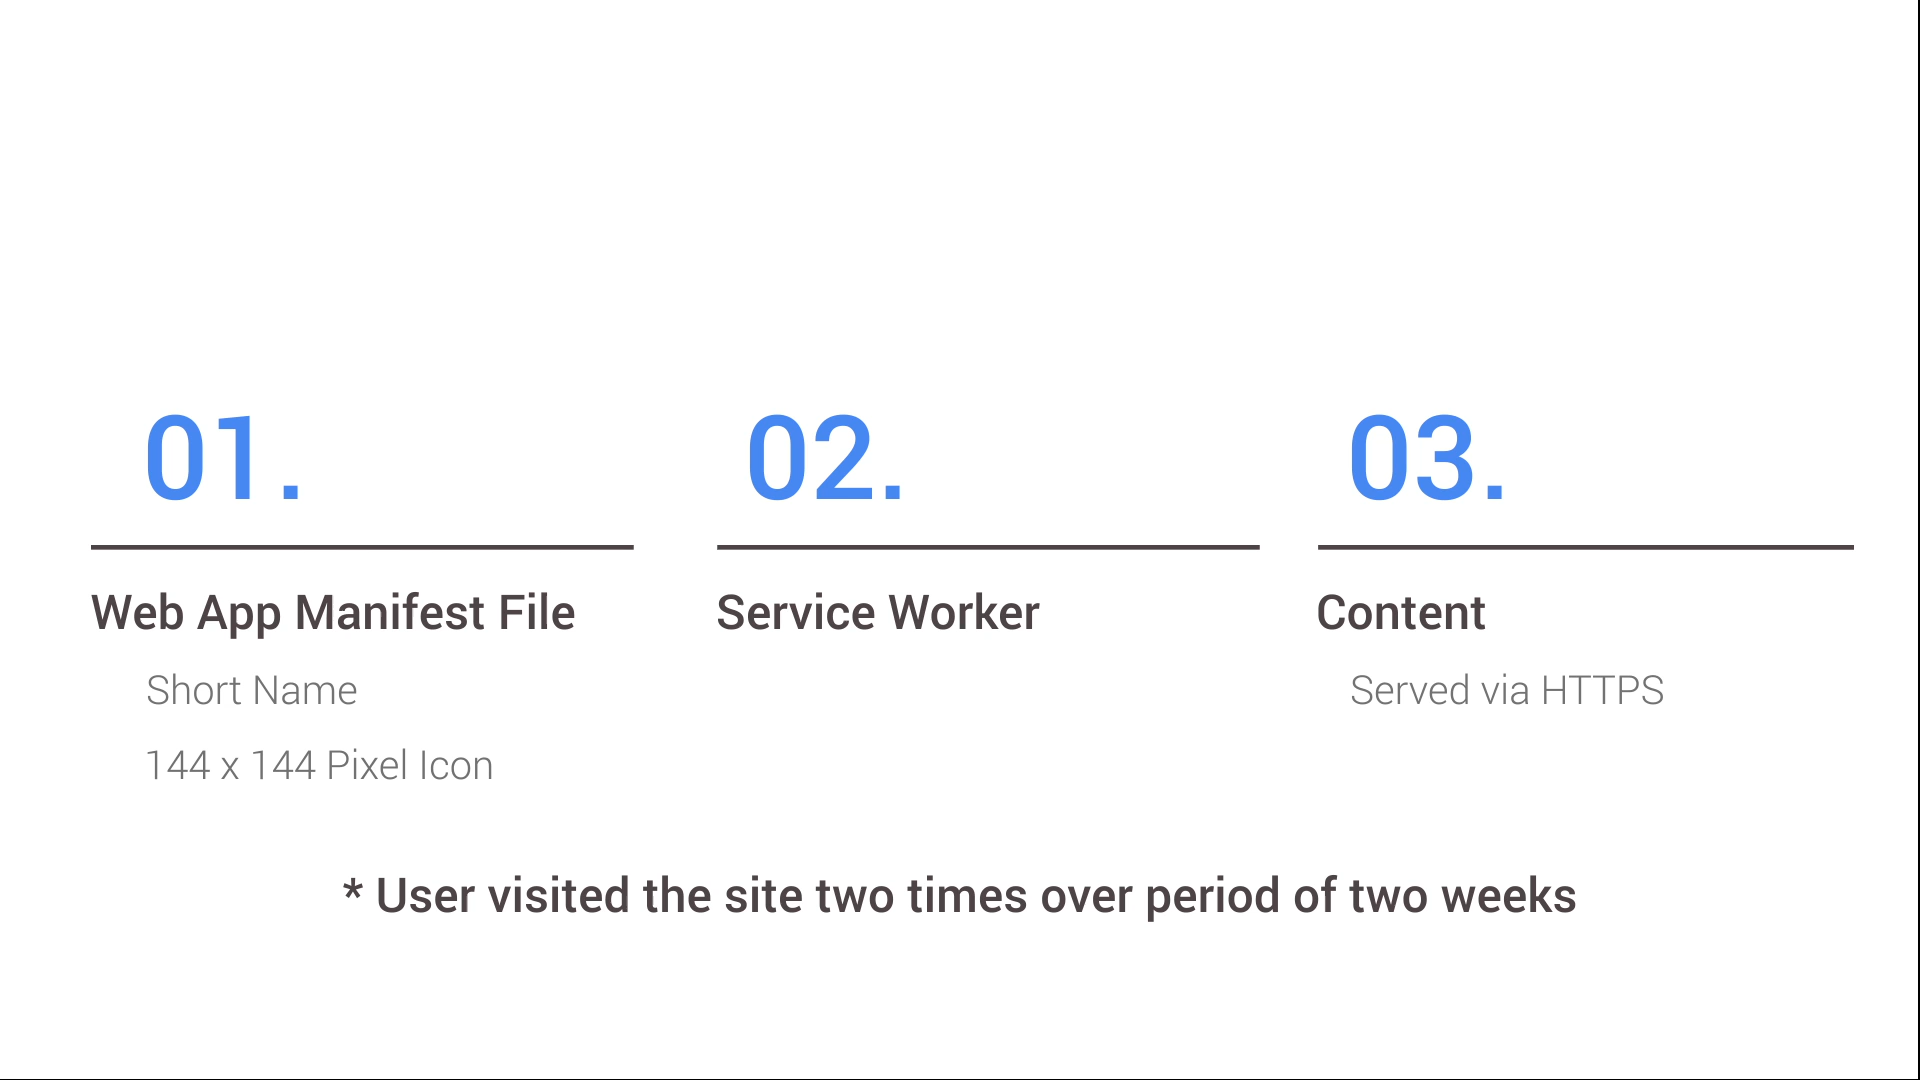 01.
Web App Manifest File
Short Name
144 x 144 Pixel Icon
02.
Service Worker
03.
Content
Served via HTTPS
* User visited the site two times over period of two weeks